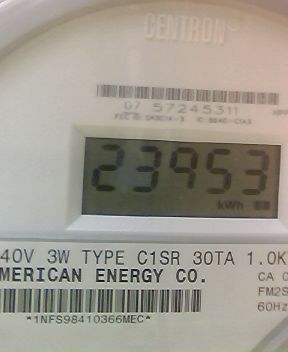 CENTRON®
07 57245311
23953
kWh
40V 3W TYPE C1SR 30TA 1.0K
MERICAN ENERGY CO.
CA 0
FM2S
60Hz
*1NFS98410366MEC*